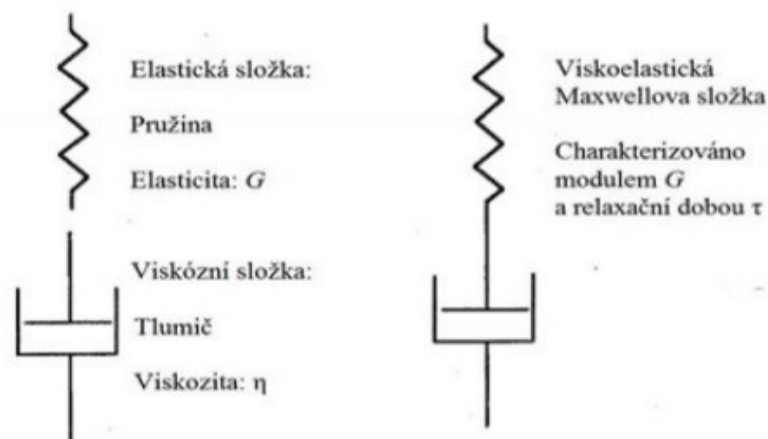 Elastická složka:
Pružina
Elasticita: G
Viskózní složka:
Tlumič
Viskozita: η
Viskoelastická
Maxwellova složka
Charakterizováno
modulem G
a relaxační dobou τ